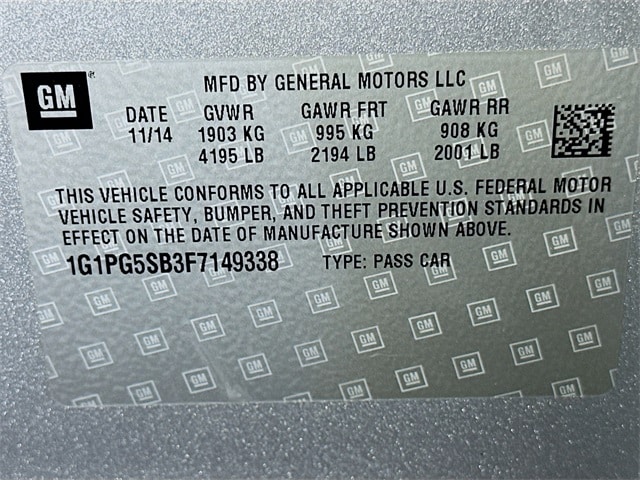 GM ®
MFD BY GENERAL MOTORS LLC
DATE GVWR GAWR FRT GAWR RR
11/14 1903 KG 995 KG 908 KG
4195 LB 2194 LB 2001 LB
THIS VEHICLE CONFORMS TO ALL APPLICABLE U.S. FEDERAL MOTOR
VEHICLE SAFETY, BUMPER, AND THEFT PREVENTION STANDARDS IN
EFFECT ON THE DATE OF MANUFACTURE SHOWN ABOVE.
1G1PG5SB3F7149338 TYPE: PASS CAR